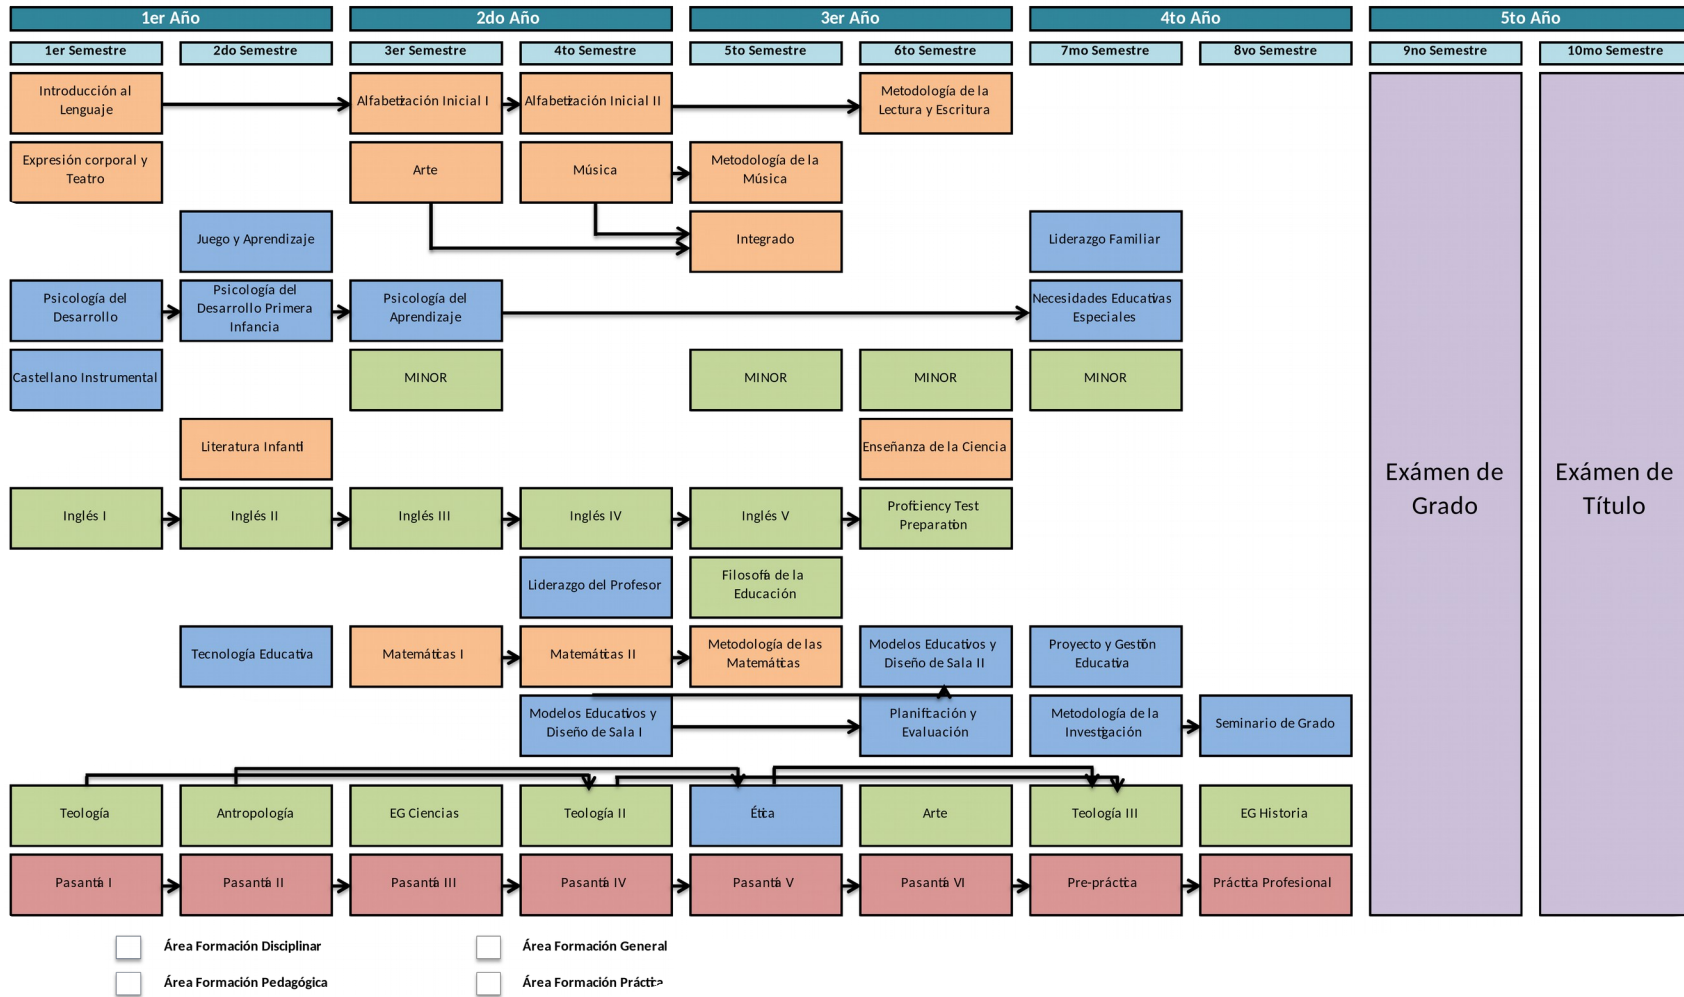 1er Año
2do Año
3er Año
4to Año
5to Año
1er Semestre
2do Semestre
3er Semestre
4to Semestre
5to Semestre
6to Semestre
7mo Semestre
8vo Semestre
9no Semestre
10mo Semestre
Introducción al
Lenguaje
Alfabetización Inicial I
Alfabetización Inicial II
Metodología de la
Lectura y Escritura
Expresión corporal y
Teatro
Arte
Música
Metodología de la
Música
Juego y Aprendizaje
Integrado
Liderazgo Familiar
Psicología del
Desarrollo
Psicología del
Desarrollo Primera
Infancia
Psicología del
Aprendizaje
Necesidades Educativas
Especiales
Castellano Instrumental
MINOR
MINOR
MINOR
MINOR
Literatura Infantil
Enseñanza de la Ciencia
Exámen de
Grado
Exámen de
Título
Inglés I
Inglés II
Inglés III
Inglés IV
Inglés V
Proficiency Test
Preparation
Liderazgo del Profesor
Filosofía de la
Educación
Tecnología Educativa
Matemáticas I
Matemáticas II
Metodología de las
Matemáticas
Modelos Educativos y
Diseño de Sala II
Proyecto y Gestión
Educativa
Modelos Educativos y
Diseño de Sala I
Planificación y
Evaluación
Metodología de la
Investigación
Seminario de Grado
Teología
Antropología
EG Ciencias
Teología II
Ética
Arte
Teología III
EG Historia
Pasantía I
Pasantía II
Pasantía III
Pasantía IV
Pasantía V
Pasantía VI
Pre-práctica
Práctica Profesional
Área Formación Disciplinar
Área Formación General
Área Formación Pedagógica
Área Formación Práctica